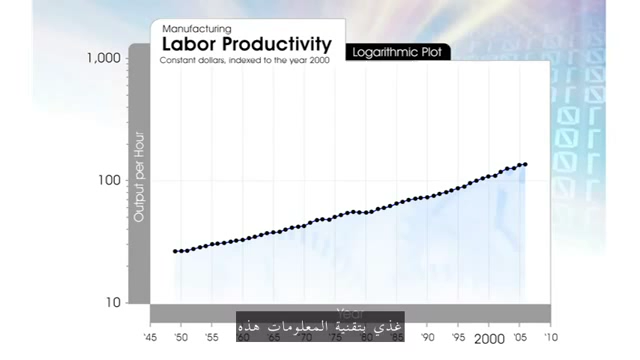 Manufacturing
Labor Productivity
Constant dollars, indexed to the year 2000
Logarithmic Plot
1,000
100
10
Output per Hour
Year
'45 '50 '55 '60 '65 '70 '75 '80 '85 '90 '95 2000 '05 '10
غذي بتقنية المعلومات هذه